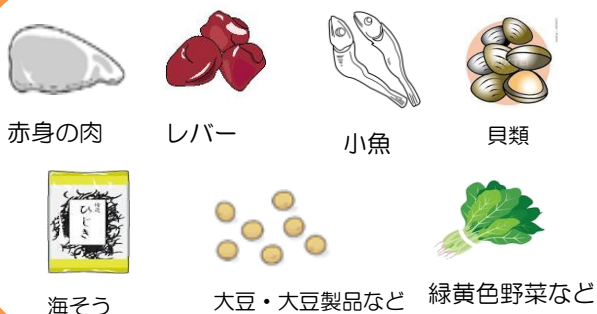 赤身の肉
レバー
小魚
貝類
ひじき
海そう
大豆・大豆製品など
緑黄色野菜など